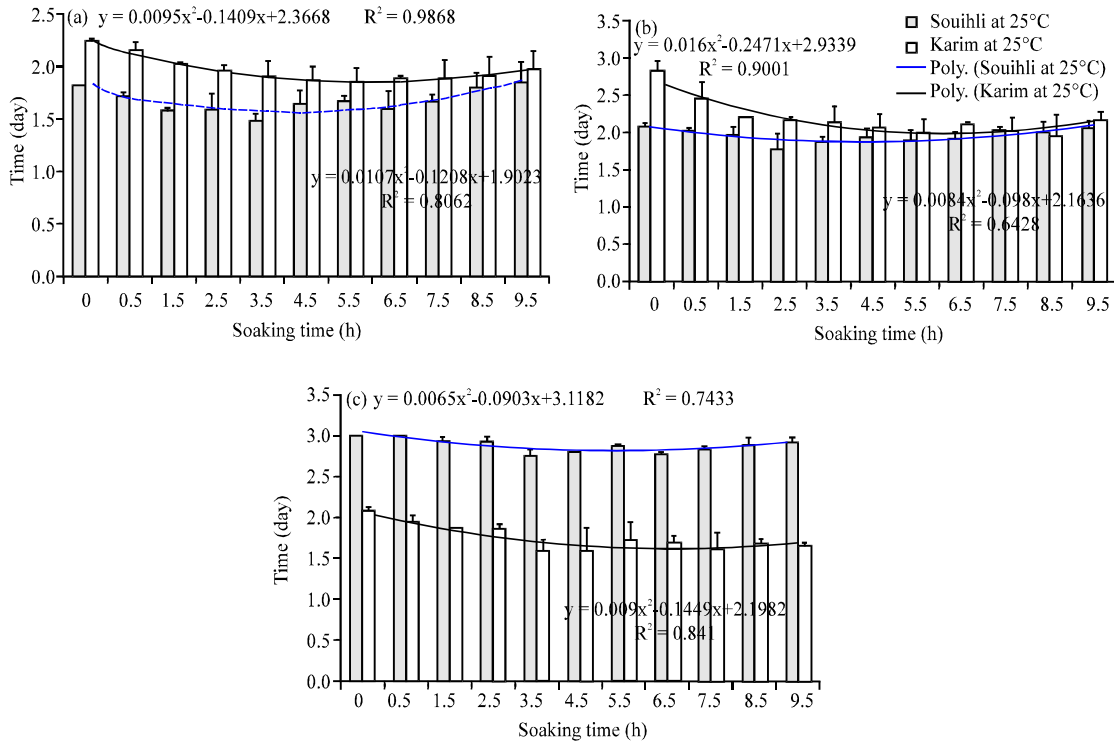 (a) y = 0.0095x²-0.1409x+2.3668 R² = 0.9868
2.5
2.0
1.5
1.0
0.5
0.0
Time (day)
y = 0.0107x²-0.1208x+1.9023
R² = 0.8062
0 0.5 1.5 2.5 3.5 4.5 5.5 6.5 7.5 8.5 9.5
Soaking time (h)
(b)
y = 0.016x²-0.2471x+2.9339
R² = 0.9001
Souihli at 25°C
Karim at 25°C
Poly. (Souihli at 25°C)
Poly. (Karim at 25°C)
3.5
3.0
2.5
2.0
1.5
1.0
0.5
0.0
Time (day)
y = 0.0084x²-0.098x+2.1636
R² = 0.6428
0 0.5 1.5 2.5 3.5 4.5 5.5 6.5 7.5 8.5 9.5
Soaking time (h)
(c) y = 0.0065x²-0.0903x+3.1182 R² = 0.7433
3.5
3.0
2.5
2.0
1.5
1.0
0.5
0.0
Time (day)
y = 0.009x²-0.1449x+2.1982
R² = 0.841
0 0.5 1.5 2.5 3.5 4.5 5.5 6.5 7.5 8.5 9.5
Soaking time (h)